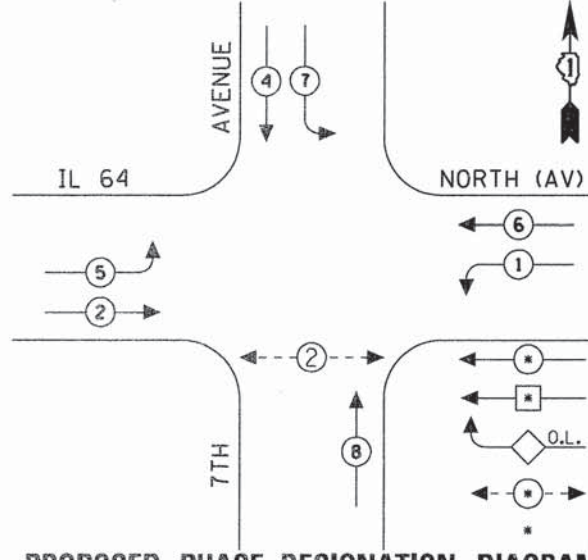 AVENUE
4 7
1
IL 64
NORTH (AV)
6
5
1
2
2
*
*
O.L.
7TH
8
*
*
PROPOSED PHASE DESIGNATION DIAGRAM